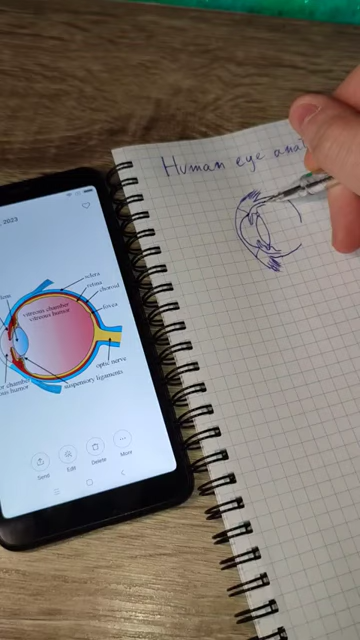 2023
Human eye
sclera
retina
choroid
fovea
vitreous chamber
vitreous humor
optic nerve
suspensory ligaments
Send
Edit
Delete
More